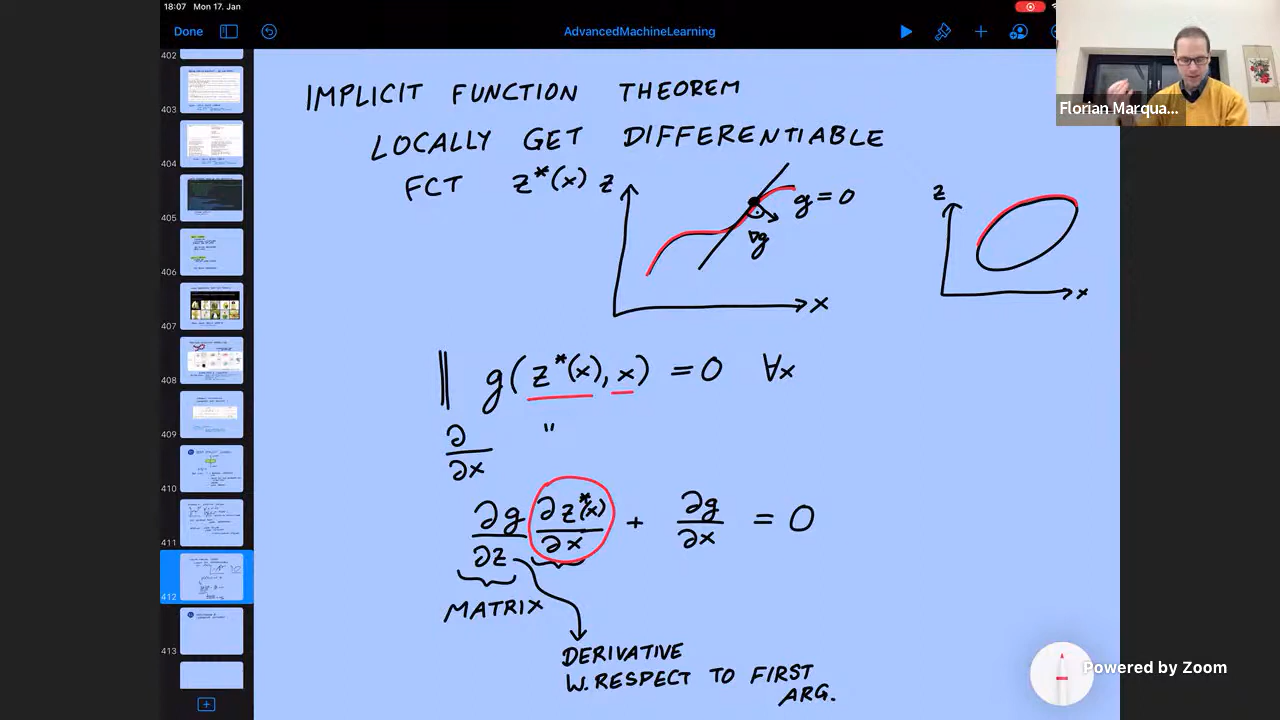 18:07 Mon 17. Jan
Done
AdvancedMachineLearning
Florian Marqua...
402
403
404
405
406
407
408
409
410
411
412
413
IMPLICIT FUNCTION THEOREM
LOCALLY GET DIFFERENTIABLE
FCT z*(x)
z
g = 0
∇g
x
z
x
g(z*(x), x) = 0 ∀x
∂/∂x "
∂g/∂z ∂z*(x)/∂x + ∂g/∂x = 0
MATRIX
DERIVATIVE
W. RESPECT TO FIRST
ARG.
Powered by Zoom